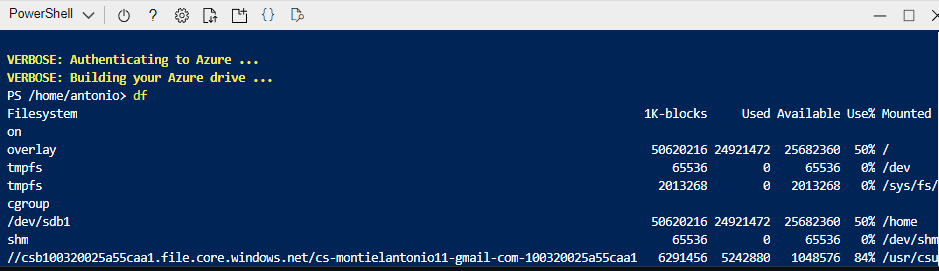 PowerShell
?
{}
VERBOSE: Authenticating to Azure ...
VERBOSE: Building your Azure drive ...
PS /home/antonio> df
Filesystem 1K-blocks Used Available Use% Mounted
on
overlay 50620216 24921472 25682360 50% /
tmpfs 65536 0 65536 0% /dev
tmpfs 2013268 0 2013268 0% /sys/fs/
cgroup
/dev/sdb1 50620216 24921472 25682360 50% /home
shm 65536 0 65536 0% /dev/shm
//csb100320025a55caa1.file.core.windows.net/cs-montielantonio11-gmail-com-100320025a55caa1 6291456 5242880 1048576 84% /usr/csu